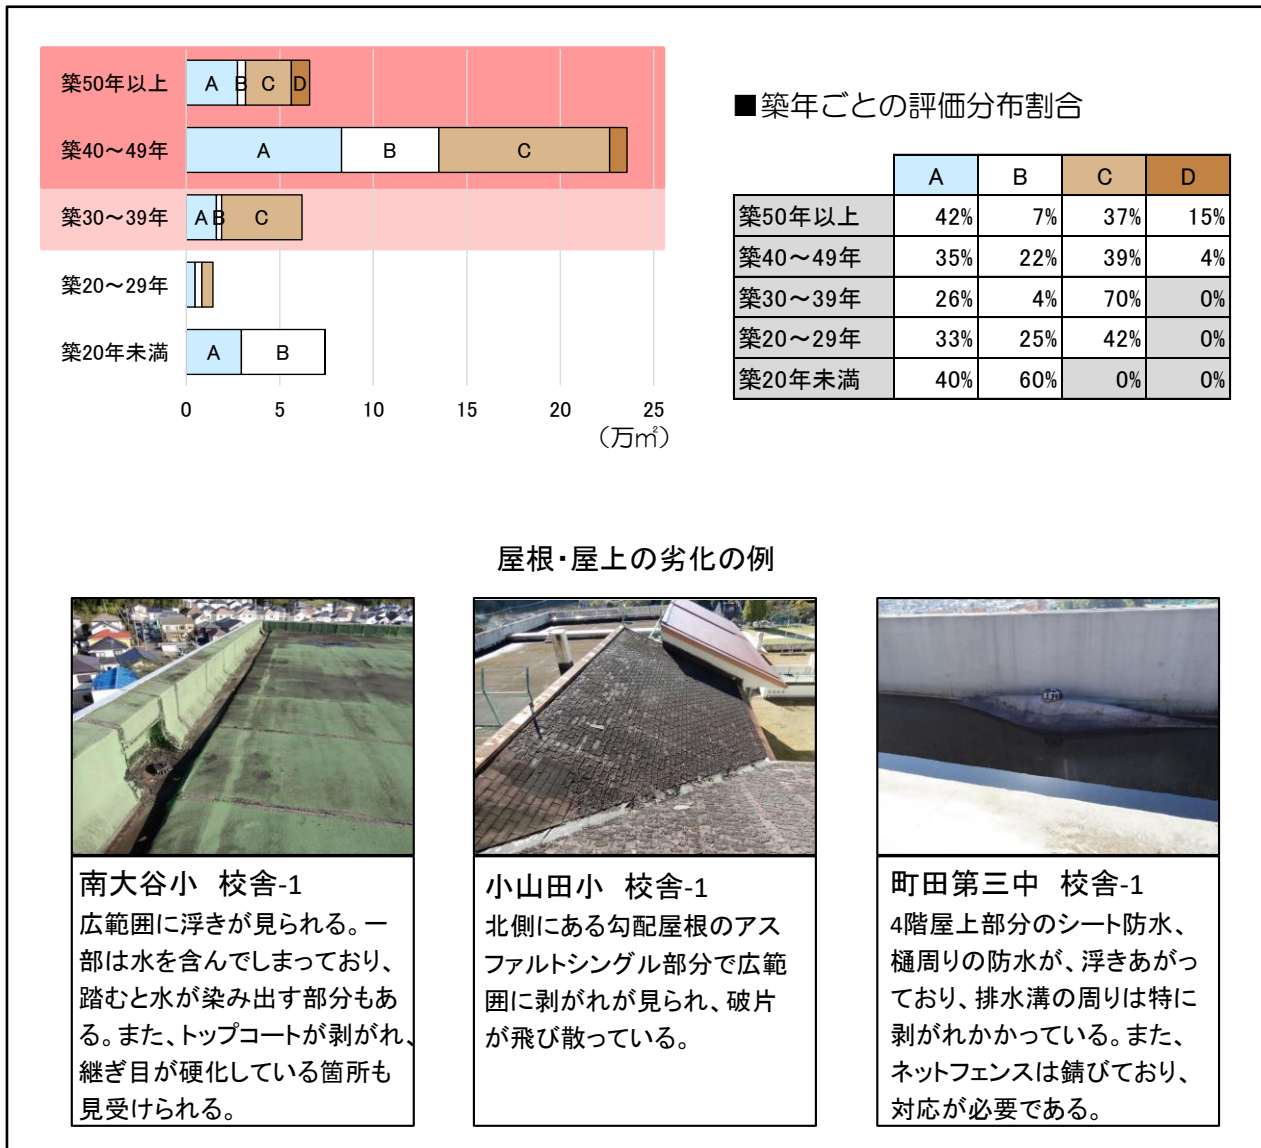 築50年以上
A B C D
築40～49年
A B C
築30～39年
A B C
築20～29年
築20年未満
A B
0 5 10 15 20 25
（万㎡）
■築年ごとの評価分布割合
A B C D
築50年以上 42% 7% 37% 15%
築40～49年 35% 22% 39% 4%
築30～39年 26% 4% 70% 0%
築20～29年 33% 25% 42% 0%
築20年未満 40% 60% 0% 0%
屋根・屋上の劣化の例
南大谷小 校舎-1
広範囲に浮きが見られる。一
部は水を含んでしまっており、
踏むと水が染み出す部分もあ
る。また、トップコートが剥がれ、
継ぎ目が硬化している箇所も
見受けられる。
小山田小 校舎-1
北側にある勾配屋根のアス
ファルトシングル部分で広範
囲に剥がれが見られ、破片
が飛び散っている。
町田第三中 校舎-1
4階屋上部分のシート防水、
樋周りの防水が、浮きあがっ
ており、排水溝の周りは特に
剥がれかかっている。また、
ネットフェンスは錆びており、
対応が必要である。